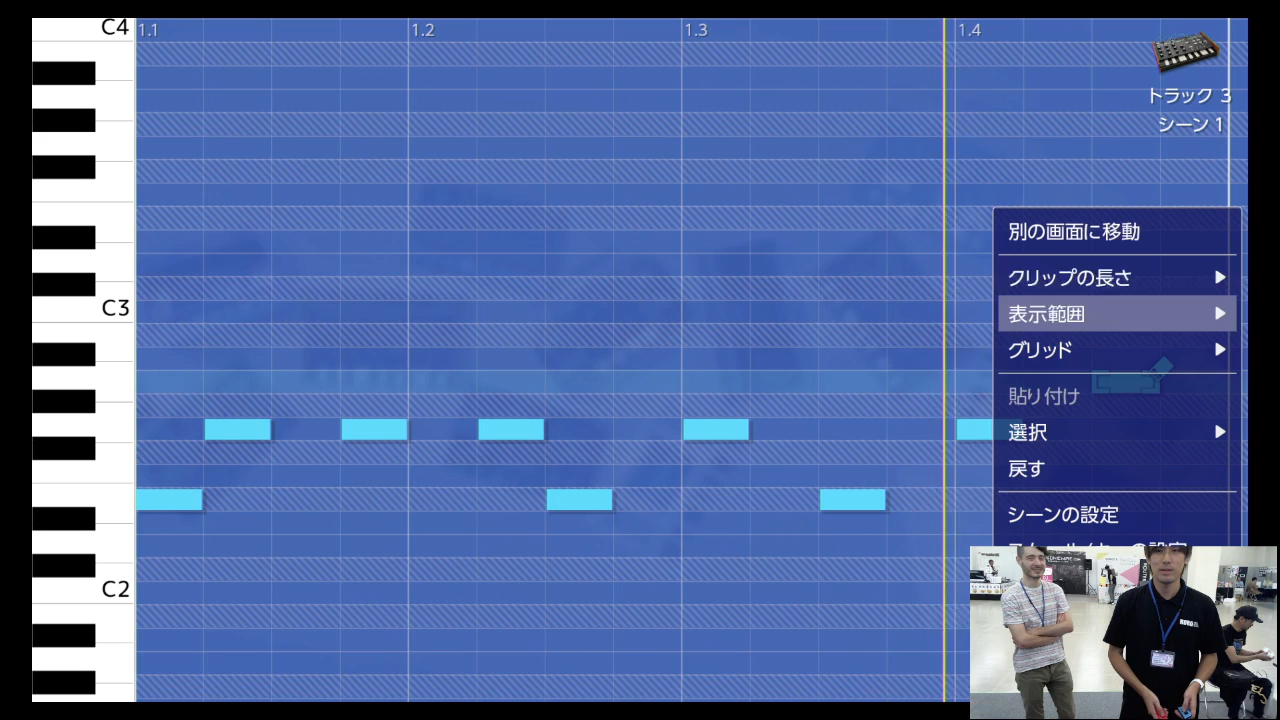 C4
1.1
1.2
1.3
1.4
トラック 3
シーン 1
別の画面に移動
クリップの長さ
C3
表示範囲
グリッド
貼り付け
選択
戻す
シーンの設定
C2
KORG